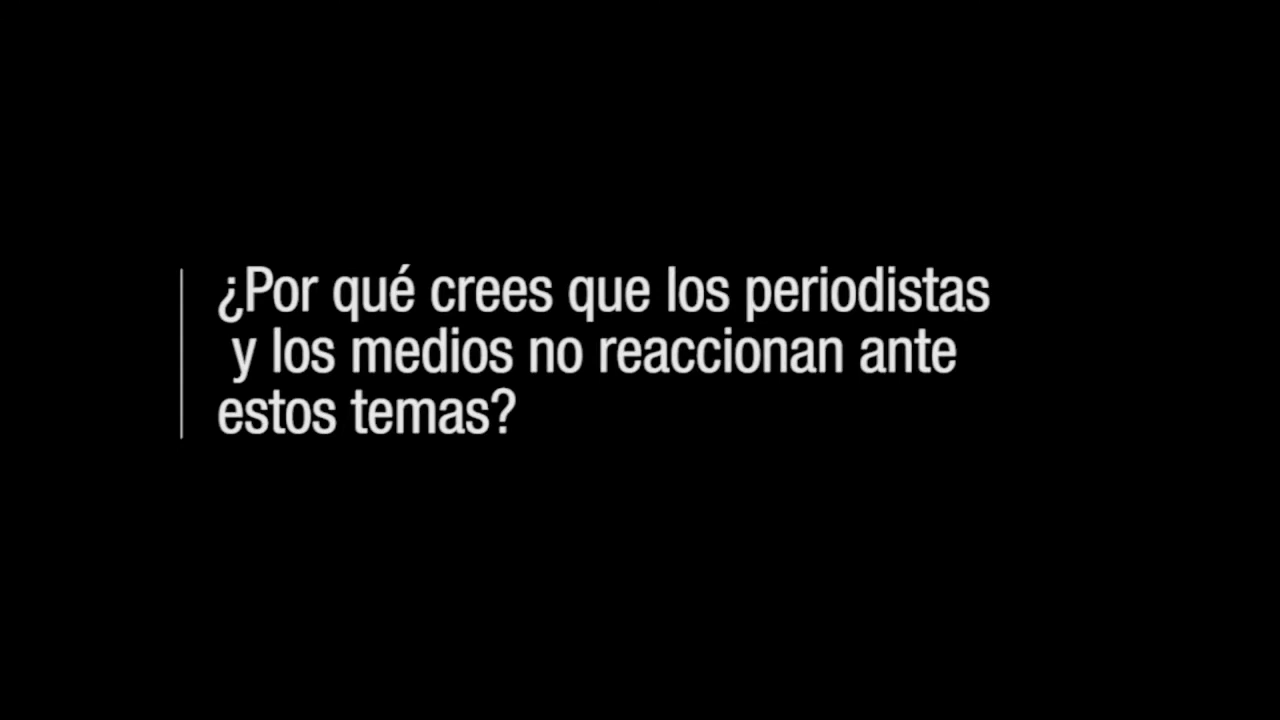 ¿Por qué crees que los periodistas
y los medios no reaccionan ante
estos temas?